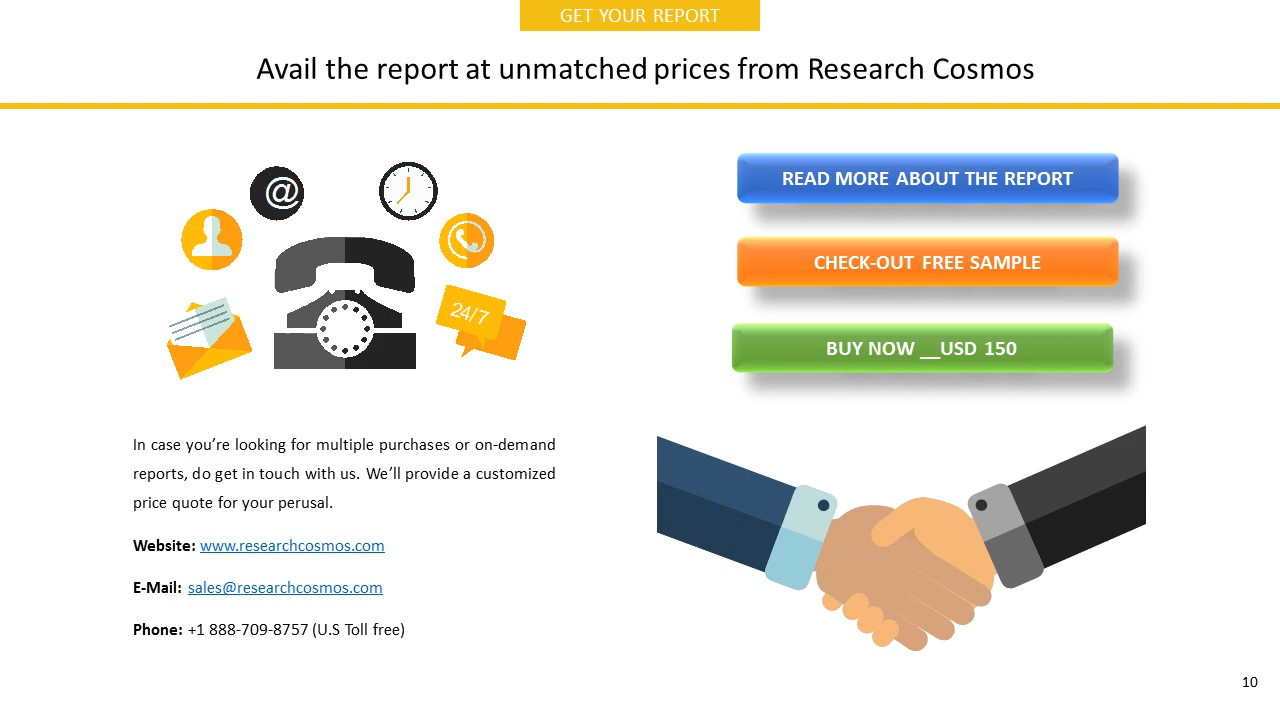 GET YOUR REPORT
Avail the report at unmatched prices from Research Cosmos
@
24/7
READ MORE ABOUT THE REPORT
CHECK-OUT FREE SAMPLE
BUY NOW __USD 150
In case you’re looking for multiple purchases or on-demand
reports, do get in touch with us. We’ll provide a customized
price quote for your perusal.
Website: www.researchcosmos.com
E-Mail: sales@researchcosmos.com
Phone: +1 888-709-8757 (U.S Toll free)
10